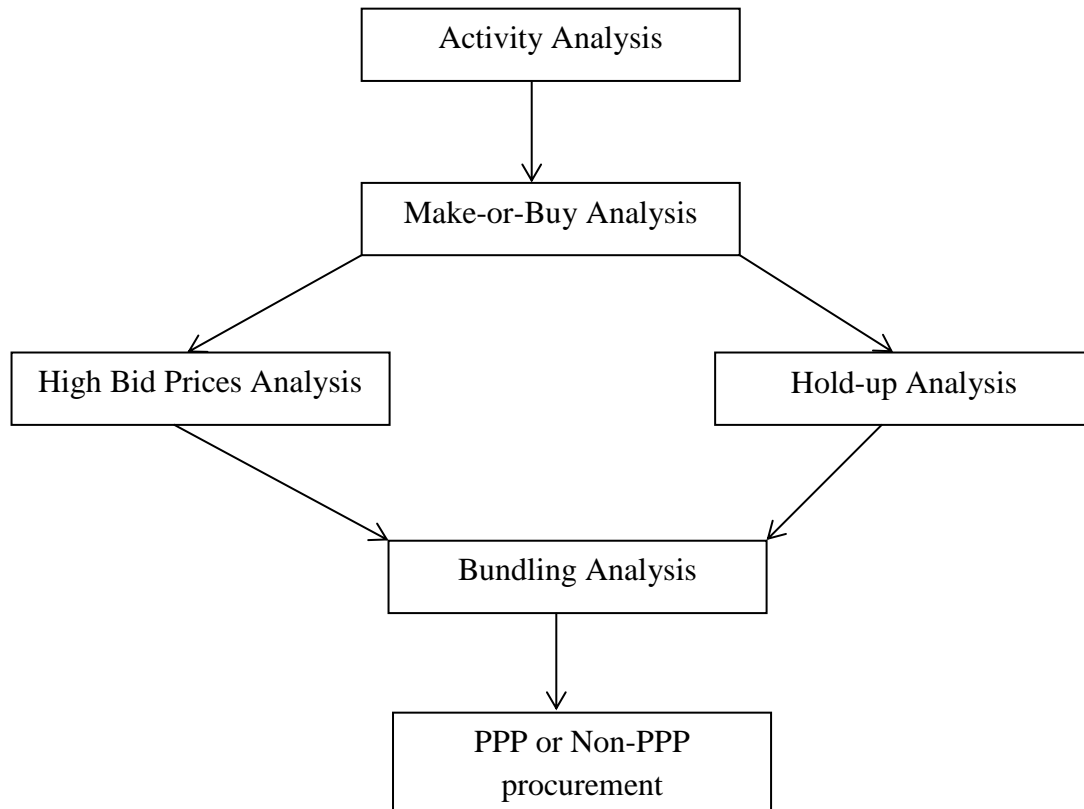 Activity Analysis
Make-or-Buy Analysis
High Bid Prices Analysis
Hold-up Analysis
Bundling Analysis
PPP or Non-PPP
procurement